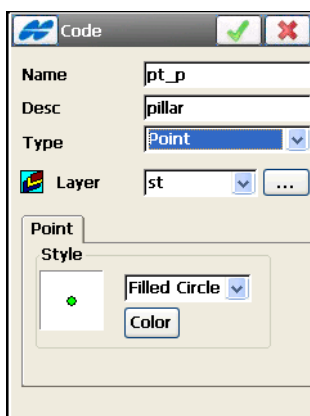 Code
Name pt_p
Desc pillar
Type Point
Layer st ...
Point
Style
Filled Circle
Color